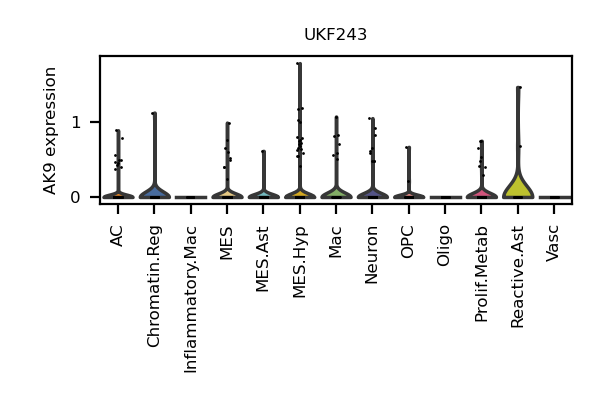 UKF243
AK9 expression
1
0
AC
Chromatin.Reg
Inflammatory.Mac
MES
MES.Ast
MES.Hyp
Mac
Neuron
OPC
Oligo
Prolif.Metab
Reactive.Ast
Vasc